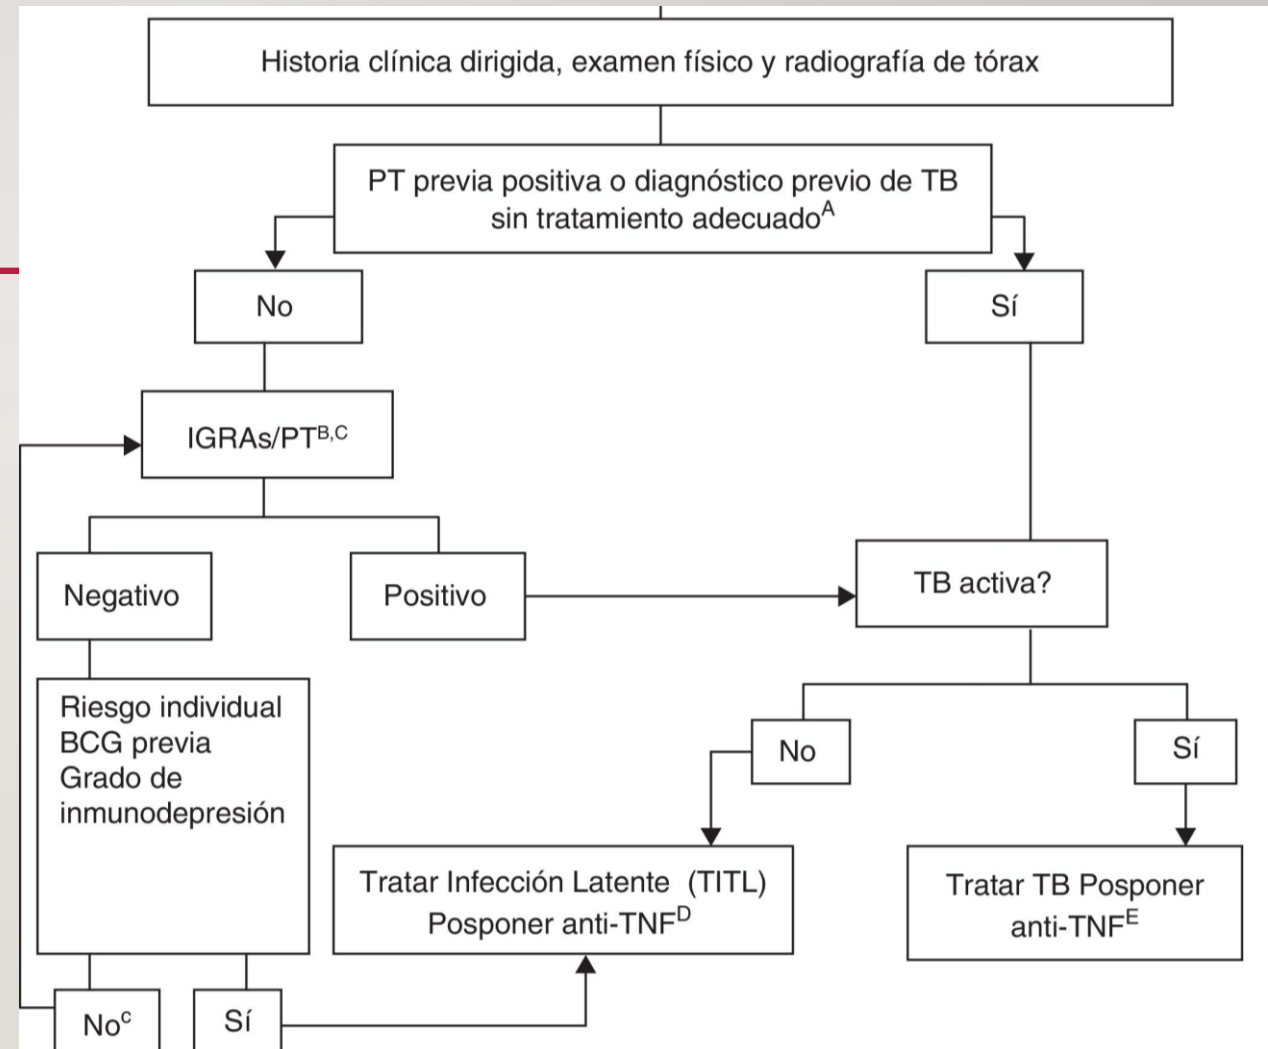 Historia clínica dirigida, examen físico y radiografía de tórax
PT previa positiva o diagnóstico previo de TB
sin tratamiento adecuadoA
No
Sí
IGRAs/PTB,C
Negativo
Positivo
TB activa?
Riesgo individual
BCG previa
Grado de
inmunodepresión
No
Sí
Tratar Infección Latente (TITL)
Posponer anti-TNFD
Tratar TB Posponer
anti-TNFE
Noc
Sí